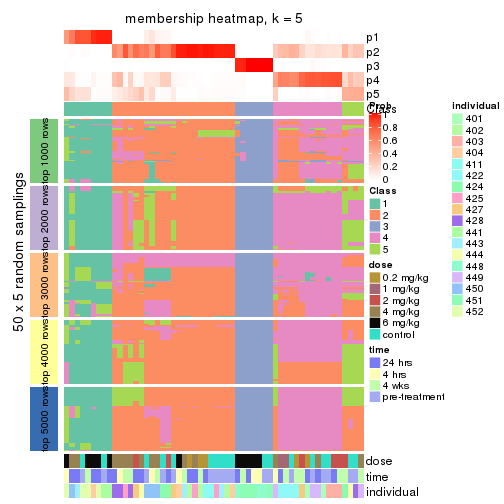 membership heatmap, k = 5
p1
p2
p3
p4
p5
Class
50 x 5 random samplings
top 1000 rows
top 2000 rows
top 3000 rows
top 4000 rows
top 5000 rows
dose
time
individual
Prob
1
0.8
0.6
0.4
0.2
0
Class
1
2
3
4
5
dose
0.2 mg/kg
1 mg/kg
2 mg/kg
4 mg/kg
6 mg/kg
control
time
24 hrs
4 hrs
4 wks
pre-treatment
individual
401
402
403
404
411
422
424
425
427
428
441
443
444
448
449
450
451
452